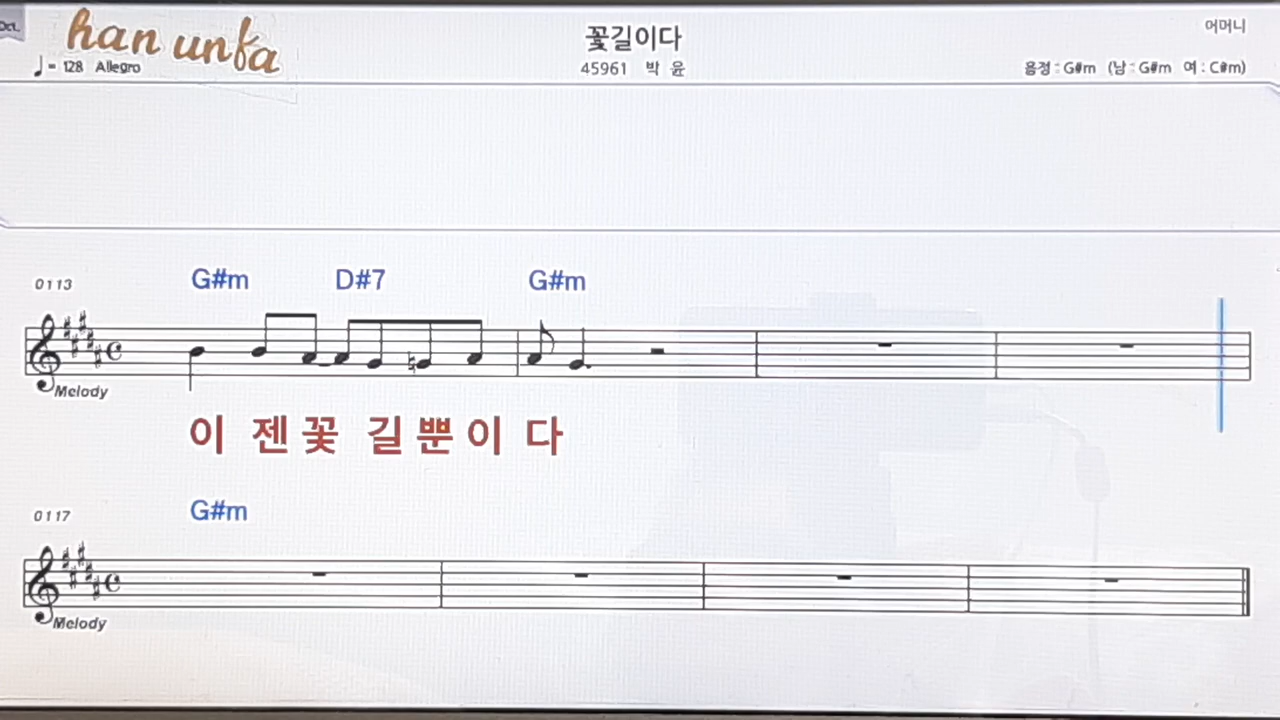 Oct.
han unfa
꽃길이다
어머니
♩= 128 Allegro
45961 박 윤
음정 : G#m (남 : G#m 여 : C#m)
0113
G#m D#7 G#m
Melody
이 젠 꽃 길 뿐 이 다
0117
G#m
Melody